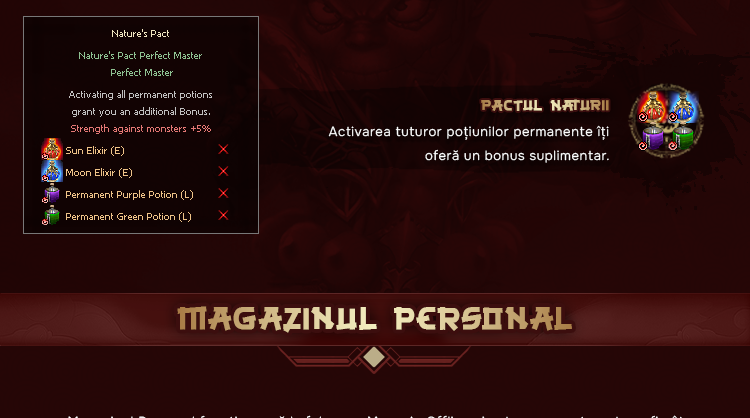 Nature's Pact
Nature's Pact Perfect Master
Perfect Master
Activating all permanent potions
grant you an additional Bonus.
Strength against monsters +5%
Sun Elixir (E)
Moon Elixir (E)
Permanent Purple Potion (L)
Permanent Green Potion (L)
PACTUL NATURII
Activarea tuturor poțiunilor permanente îți
oferă un bonus suplimentar.
MAGAZINUL PERSONAL